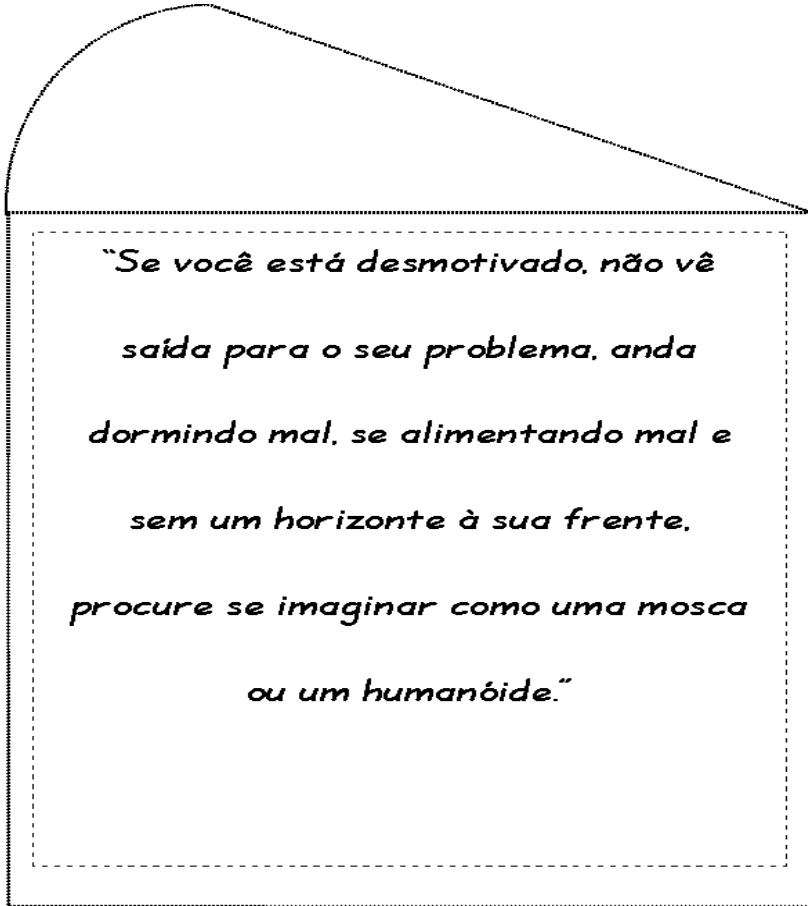 “Se você está desmotivado, não vê
saída para o seu problema, anda
dormindo mal, se alimentando mal e
sem um horizonte à sua frente,
procure se imaginar como uma mosca
ou um humanóide.”